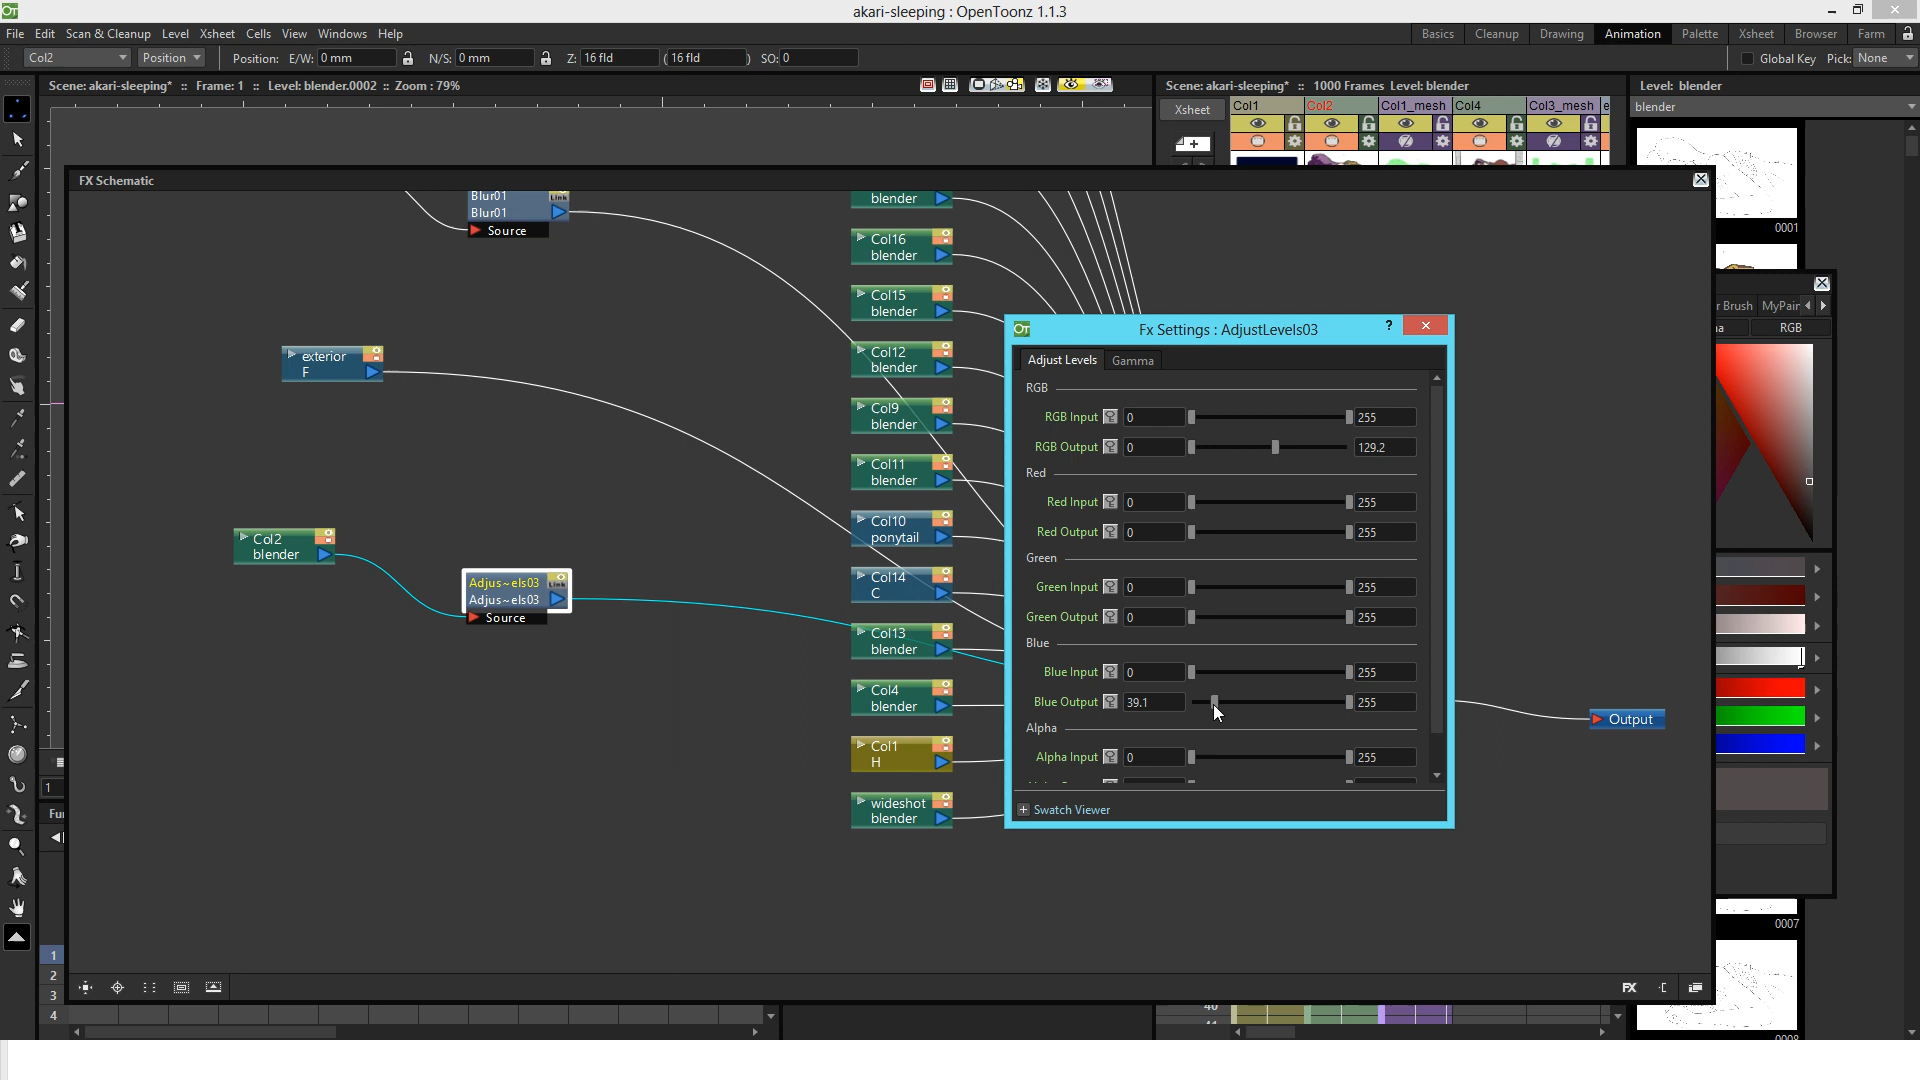 akari-sleeping : OpenToonz 1.1.3
File Edit Scan & Cleanup Level Xsheet Cells View Windows Help
Basics Cleanup Drawing Animation Palette Xsheet Browser Farm
Col2 Position Position: E/W: 0 mm N/S: 0 mm Z: 16 fld ( 16 fld ) SO: 0
Global Key Pick: None
Scene: akari-sleeping* :: Frame: 1 :: Level: blender.0002 :: Zoom : 79%
Scene: akari-sleeping* :: 1000 Frames Level: blender
Level: blender
Xsheet Col1 Col2 Col1_mesh Col4 Col3_mesh
blender
FX Schematic
0001
Blur01
Blur01
Source
blender
Col16
blender
Col15
blender
Col12
blender
Col9
blender
Col11
blender
Col10
ponytail
Col14
C
Col13
blender
Col4
blender
Col1
H
wideshot
blender
exterior
F
Col2
blender
Adjus~els03
Adjus~els03
Link
Source
Output
Fx Settings : AdjustLevels03
Adjust Levels Gamma
RGB
RGB Input 0 255
RGB Output 0 129.2
Red
Red Input 0 255
Red Output 0 255
Green
Green Input 0 255
Green Output 0 255
Blue
Blue Input 0 255
Blue Output 39.1 255
Alpha
Alpha Input 0 255
Swatch Viewer
r Brush MyPain
RGB
1
Fu
0007
FX
1
2
3
4
40